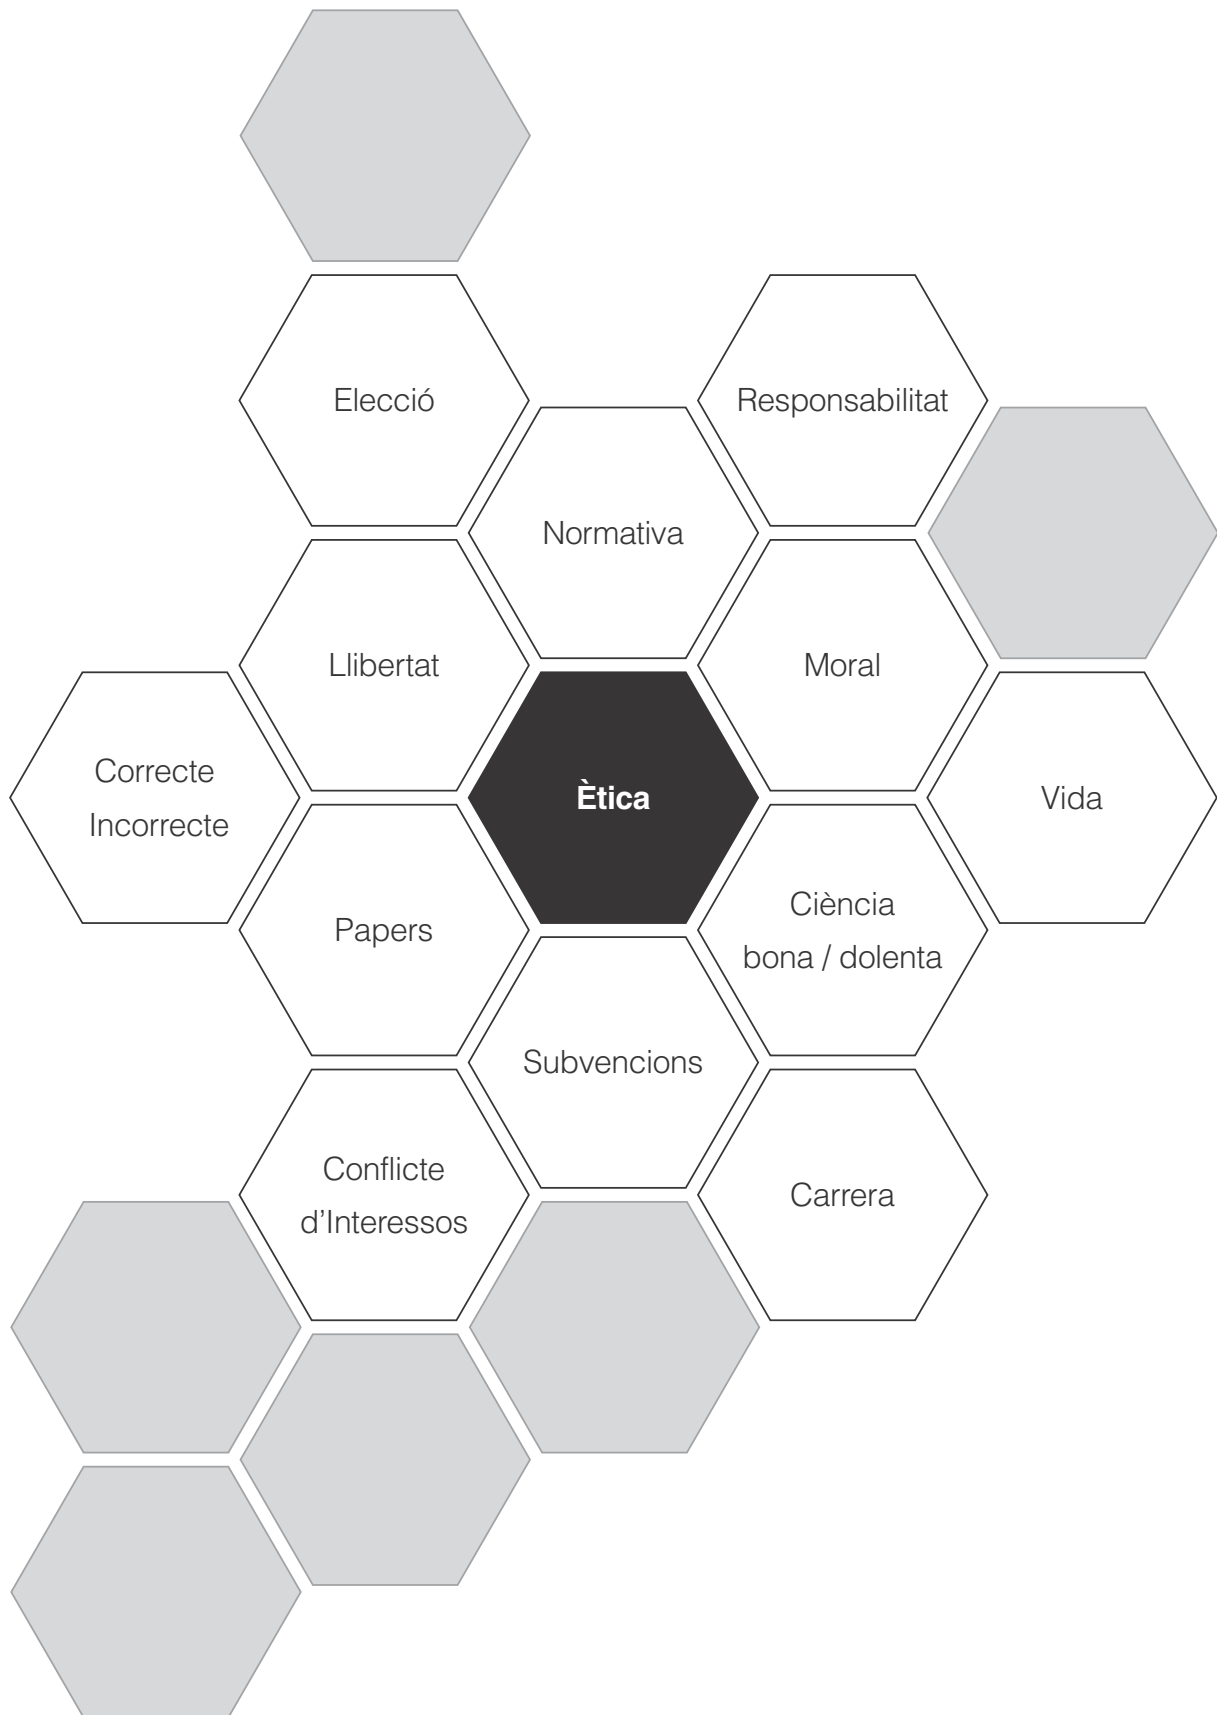 Elecció
Responsabilitat
Normativa
Llibertat
Moral
Correcte
Incorrecte
Ètica
Vida
Papers
Ciència
bona / dolenta
Subvencions
Conflicte
d’Interessos
Carrera